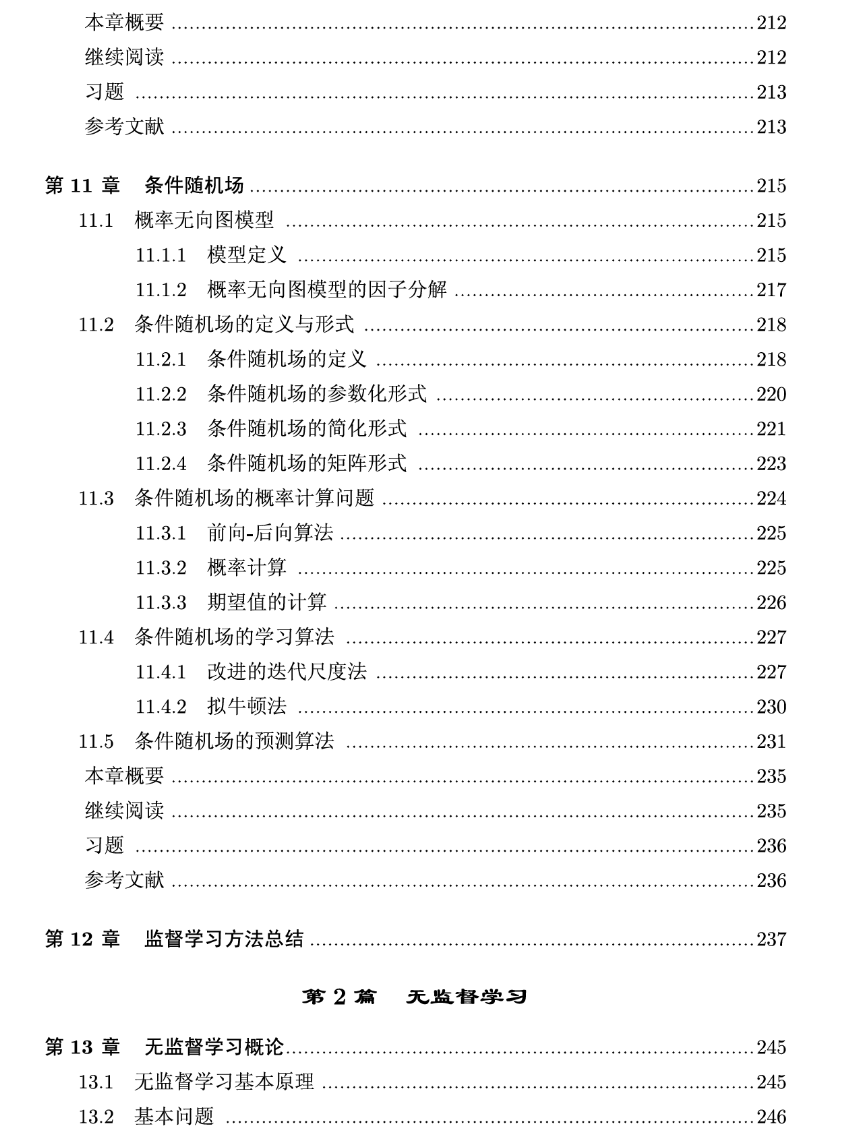 本章概要 ........ 212
继续阅读 ........ 212
习题 ........ 213
参考文献 ........ 213
第 11 章 条件随机场 ........ 215
11.1 概率无向图模型 ........ 215
11.1.1 模型定义 ........ 215
11.1.2 概率无向图模型的因子分解 ........ 217
11.2 条件随机场的定义与形式 ........ 218
11.2.1 条件随机场的定义 ........ 218
11.2.2 条件随机场的参数化形式 ........ 220
11.2.3 条件随机场的简化形式 ........ 221
11.2.4 条件随机场的矩阵形式 ........ 223
11.3 条件随机场的概率计算问题 ........ 224
11.3.1 前向-后向算法 ........ 225
11.3.2 概率计算 ........ 225
11.3.3 期望值的计算 ........ 226
11.4 条件随机场的学习算法 ........ 227
11.4.1 改进的迭代尺度法 ........ 227
11.4.2 拟牛顿法 ........ 230
11.5 条件随机场的预测算法 ........ 231
本章概要 ........ 235
继续阅读 ........ 235
习题 ........ 236
参考文献 ........ 236
第 12 章 监督学习方法总结 ........ 237
第 2 篇 无监督学习
第 13 章 无监督学习概论 ........ 245
13.1 无监督学习基本原理 ........ 245
13.2 基本问题 ........ 246